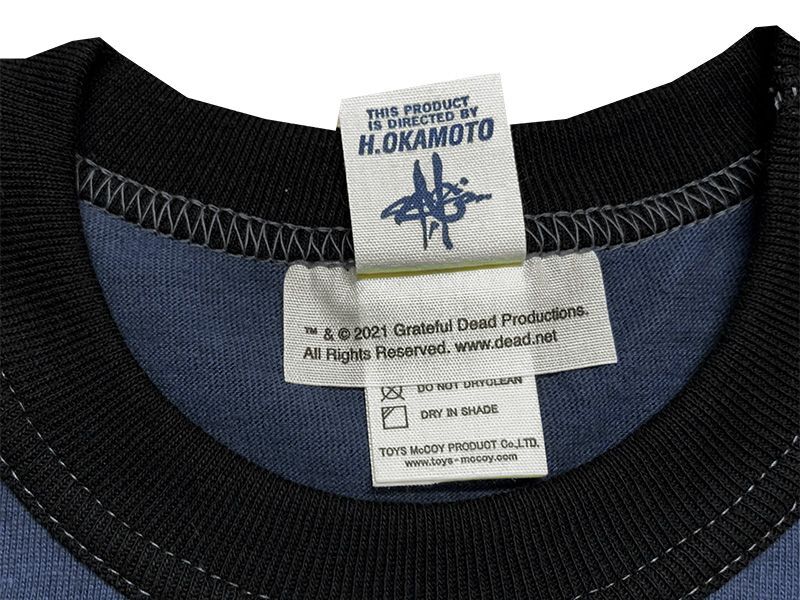 THIS PRODUCT
IS DIRECTED BY
H.OKAMOTO
™ & © 2021 Grateful Dead Productions.
All Rights Reserved. www.dead.net
DO NOT DRYCLEAN
DRY IN SHADE
TOYS McCOY PRODUCT Co.,LTD.
www.toys-mccoy.com